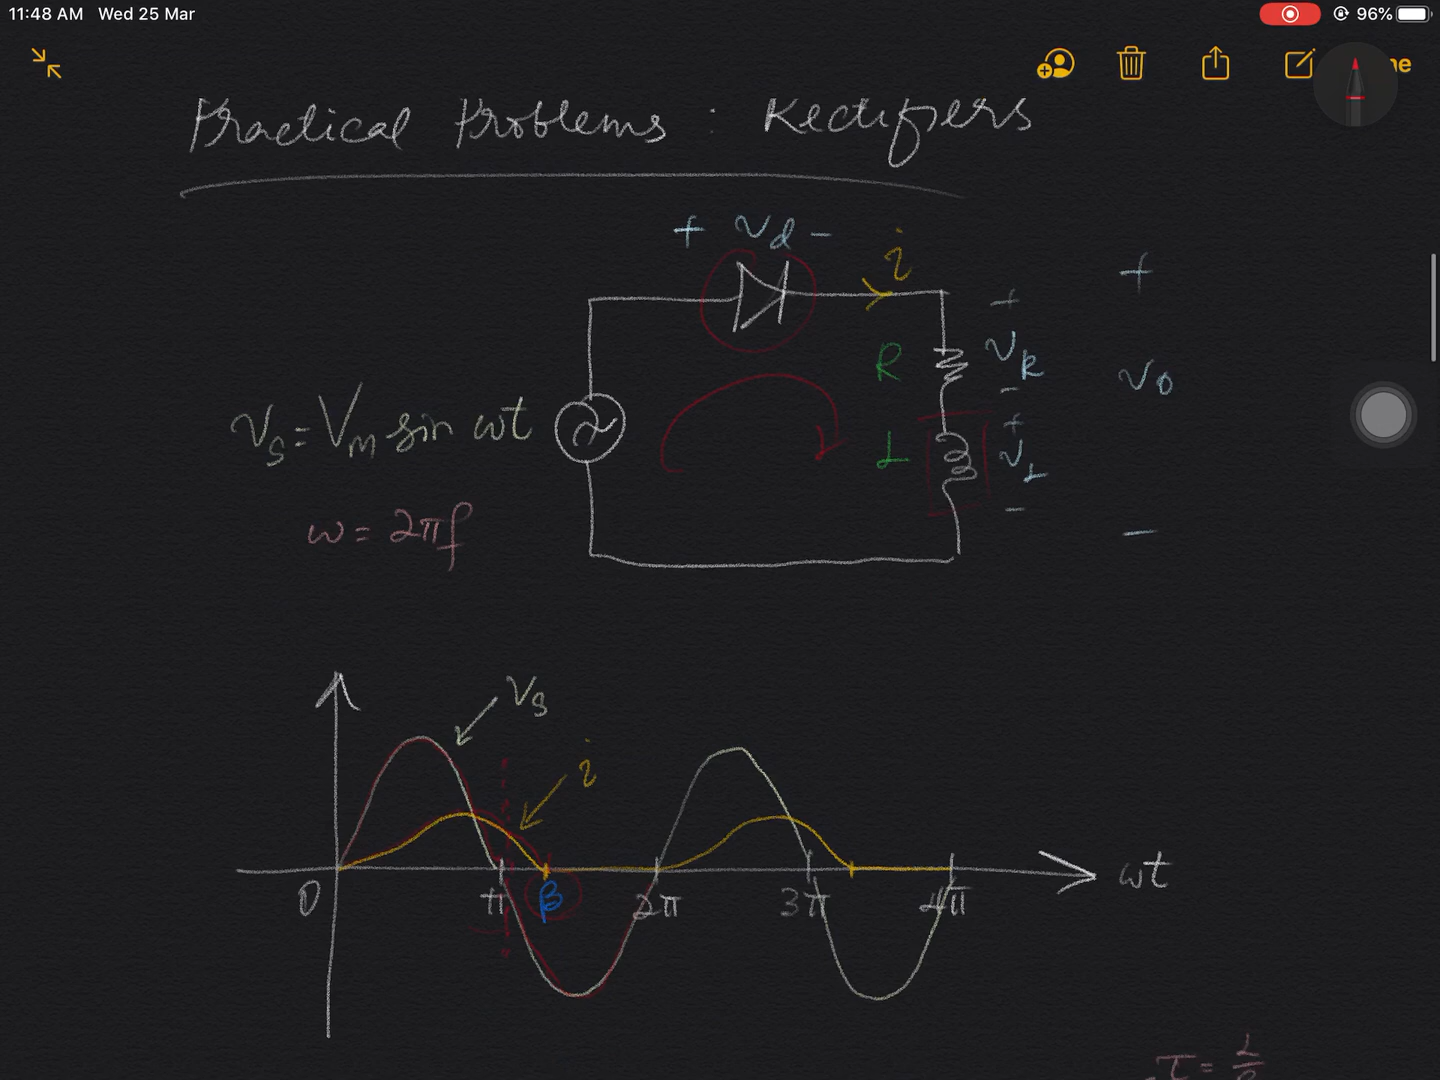 11:48 AM Wed 25 Mar
96%
Practical Problems : Rectifiers
+ vd -
i
+
+
R
vR
v0
-
vs = Vm sin ωt
+
L
vL
-
-
ω = 2πf
vs
i
0
π
β
2π
3π
4π
ωt